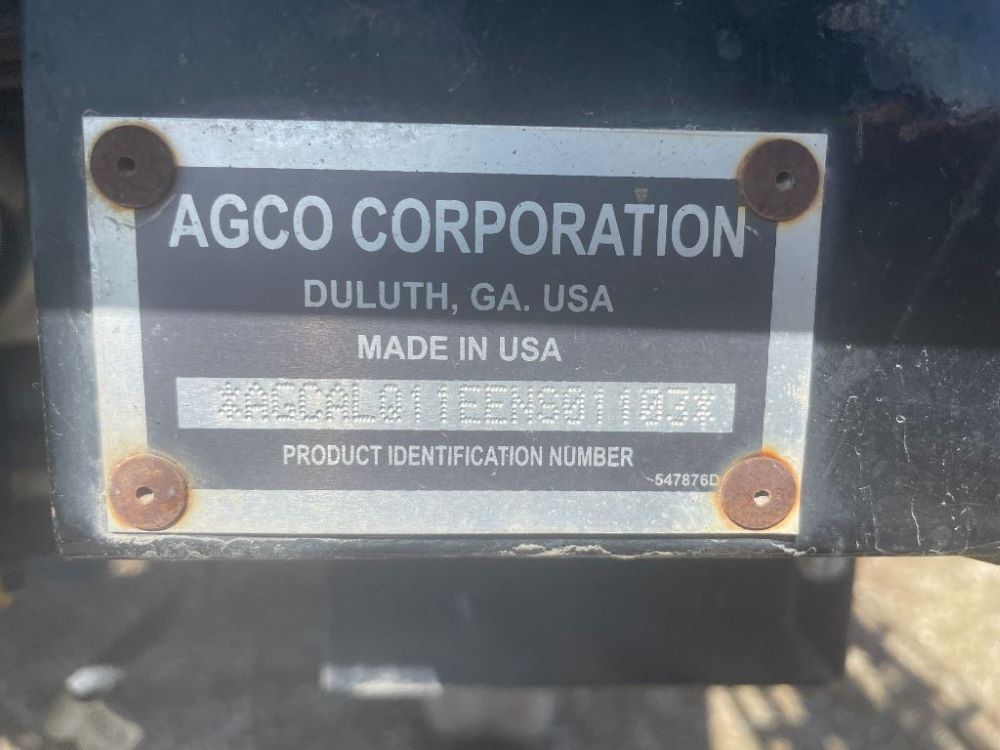 AGCO CORPORATION
DULUTH, GA. USA
MADE IN USA
*AGCAL011EENS01103*
PRODUCT IDENTIFICATION NUMBER
547876D